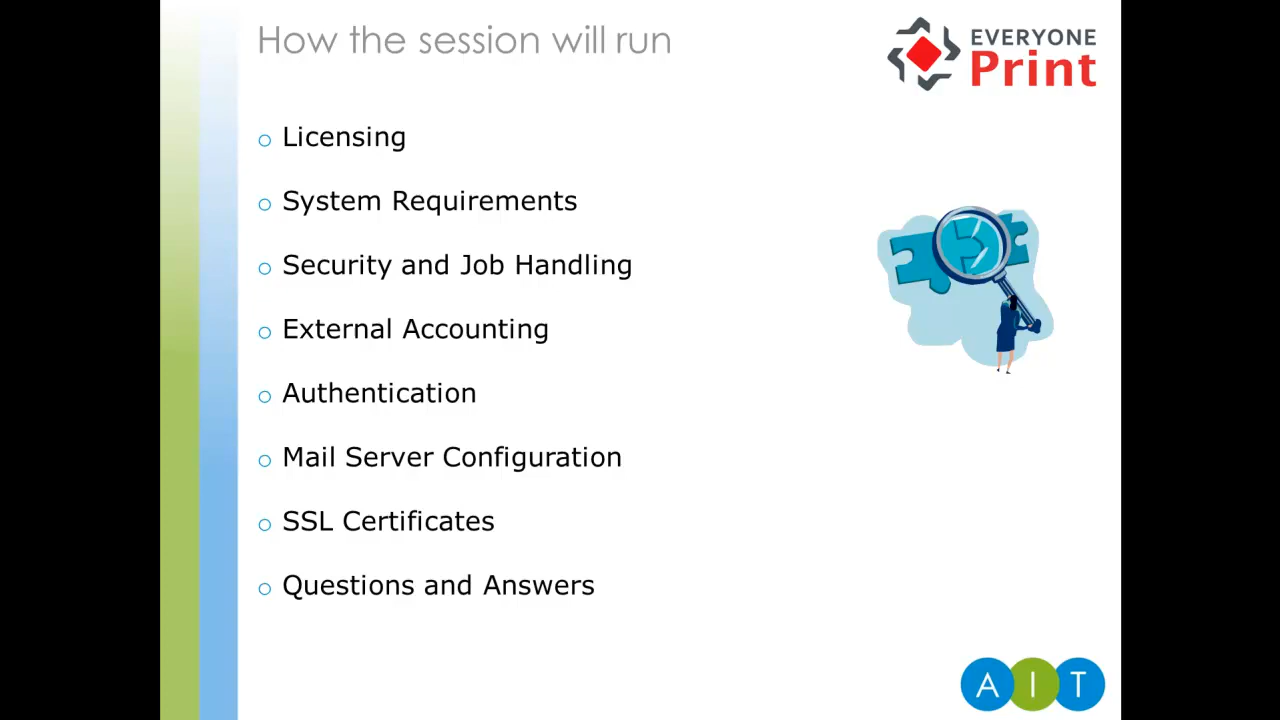 How the session will run
EVERYONE
Print
Licensing
System Requirements
Security and Job Handling
External Accounting
Authentication
Mail Server Configuration
SSL Certificates
Questions and Answers
AIT